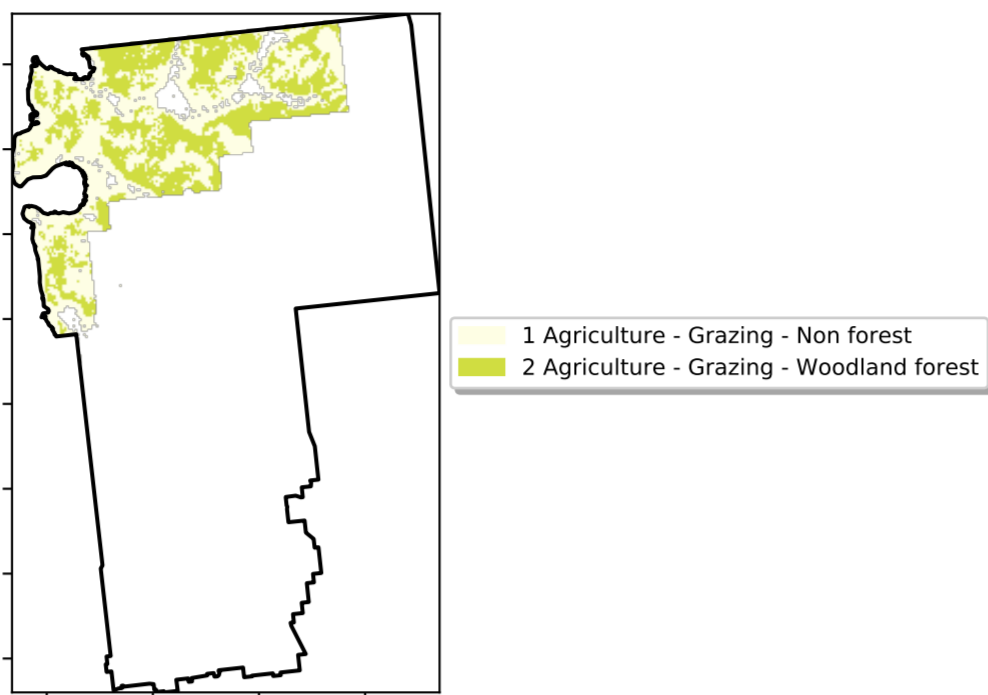 1 Agriculture - Grazing - Non forest
2 Agriculture - Grazing - Woodland forest